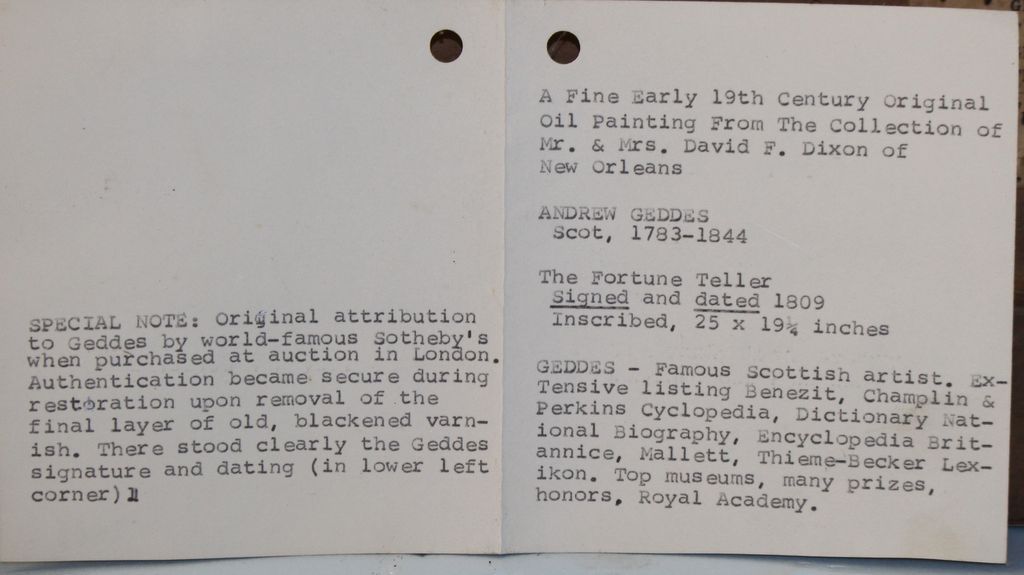 SPECIAL NOTE: Original attribution
to Geddes by world-famous Sotheby's
when purchased at auction in London.
Authentication became secure during
restoration upon removal of the
final layer of old, blackened varn-
ish. There stood clearly the Geddes
signature and dating (in lower left
corner)
A Fine Early 19th Century Original
Oil Painting From The Collection of
Mr. & Mrs. David F. Dixon of
New Orleans
ANDREW GEDDES
Scot, 1783-1844
The Fortune Teller
Signed and dated 1809
Inscribed, 25 x 19¼ inches
GEDDES - Famous Scottish artist. Ex-
Tensive listing Benezit, Champlin &
Perkins Cyclopedia, Dictionary Nat-
ional Biography, Encyclopedia Brit-
annice, Mallett, Thieme-Becker Lex-
ikon. Top museums, many prizes,
honors, Royal Academy.